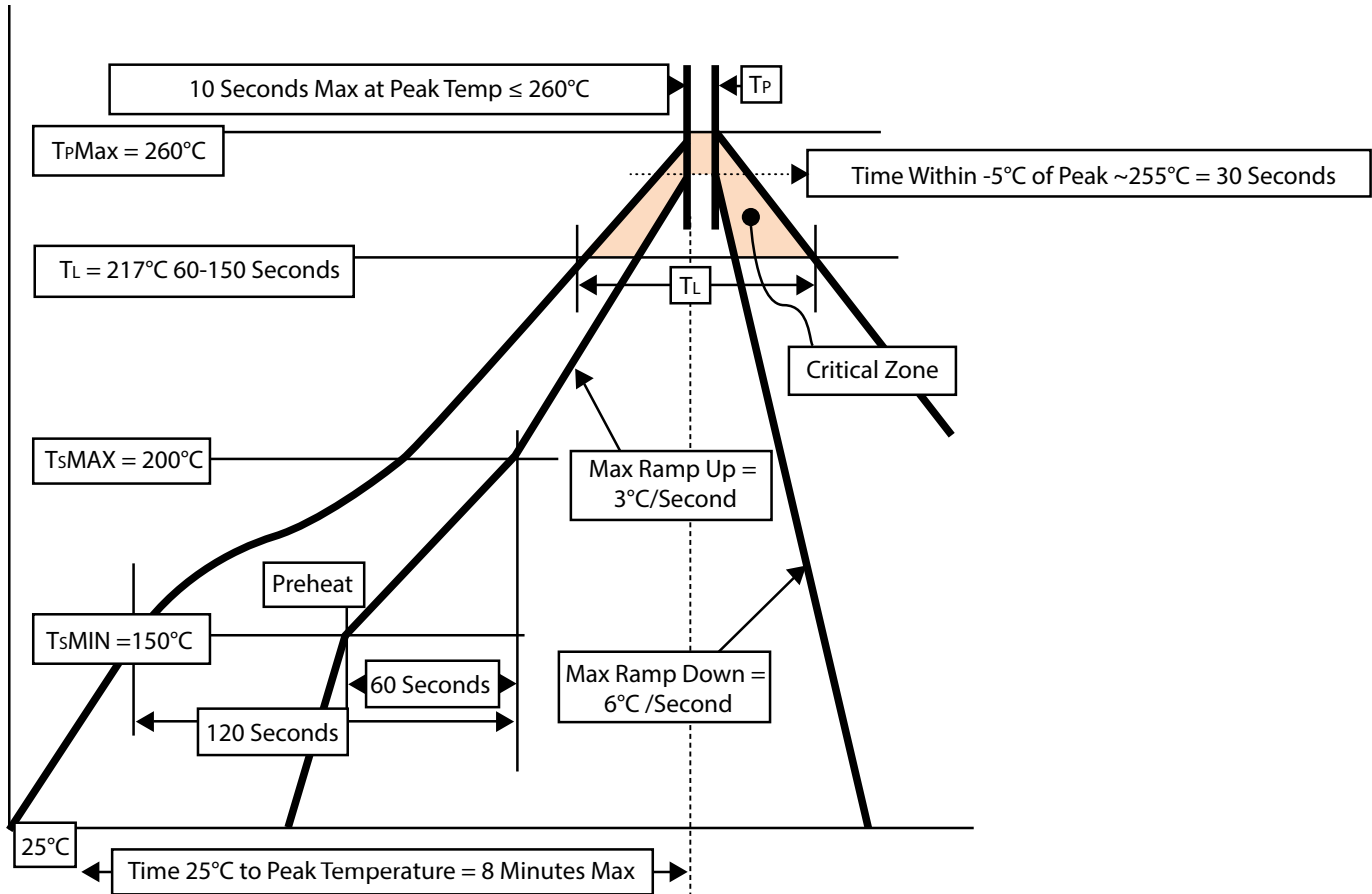 10 Seconds Max at Peak Temp ≤ 260°C
TP
TPMax = 260°C
Time Within -5°C of Peak ~255°C = 30 Seconds
TL = 217°C 60-150 Seconds
TL
Critical Zone
TSMAX = 200°C
Max Ramp Up =
3°C/Second
Preheat
TSMIN =150°C
60 Seconds
Max Ramp Down =
6°C /Second
120 Seconds
25°C
Time 25°C to Peak Temperature = 8 Minutes Max